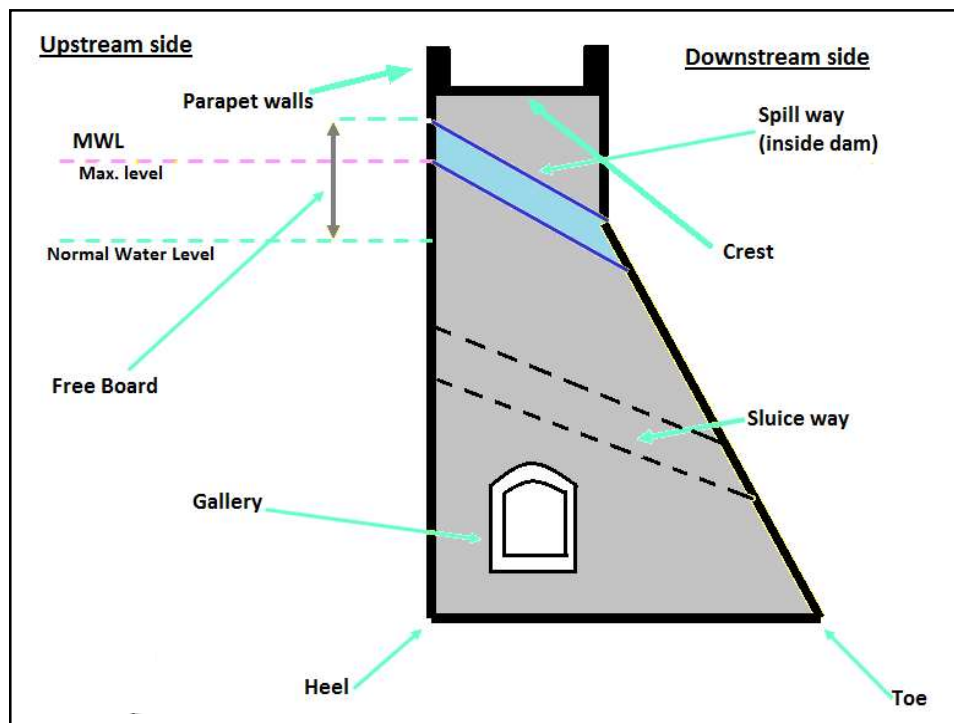 Upstream side
Downstream side
Parapet walls
Spill way
(inside dam)
MWL
Max. level
Normal Water Level
Crest
Free Board
Sluice way
Gallery
Heel
Toe